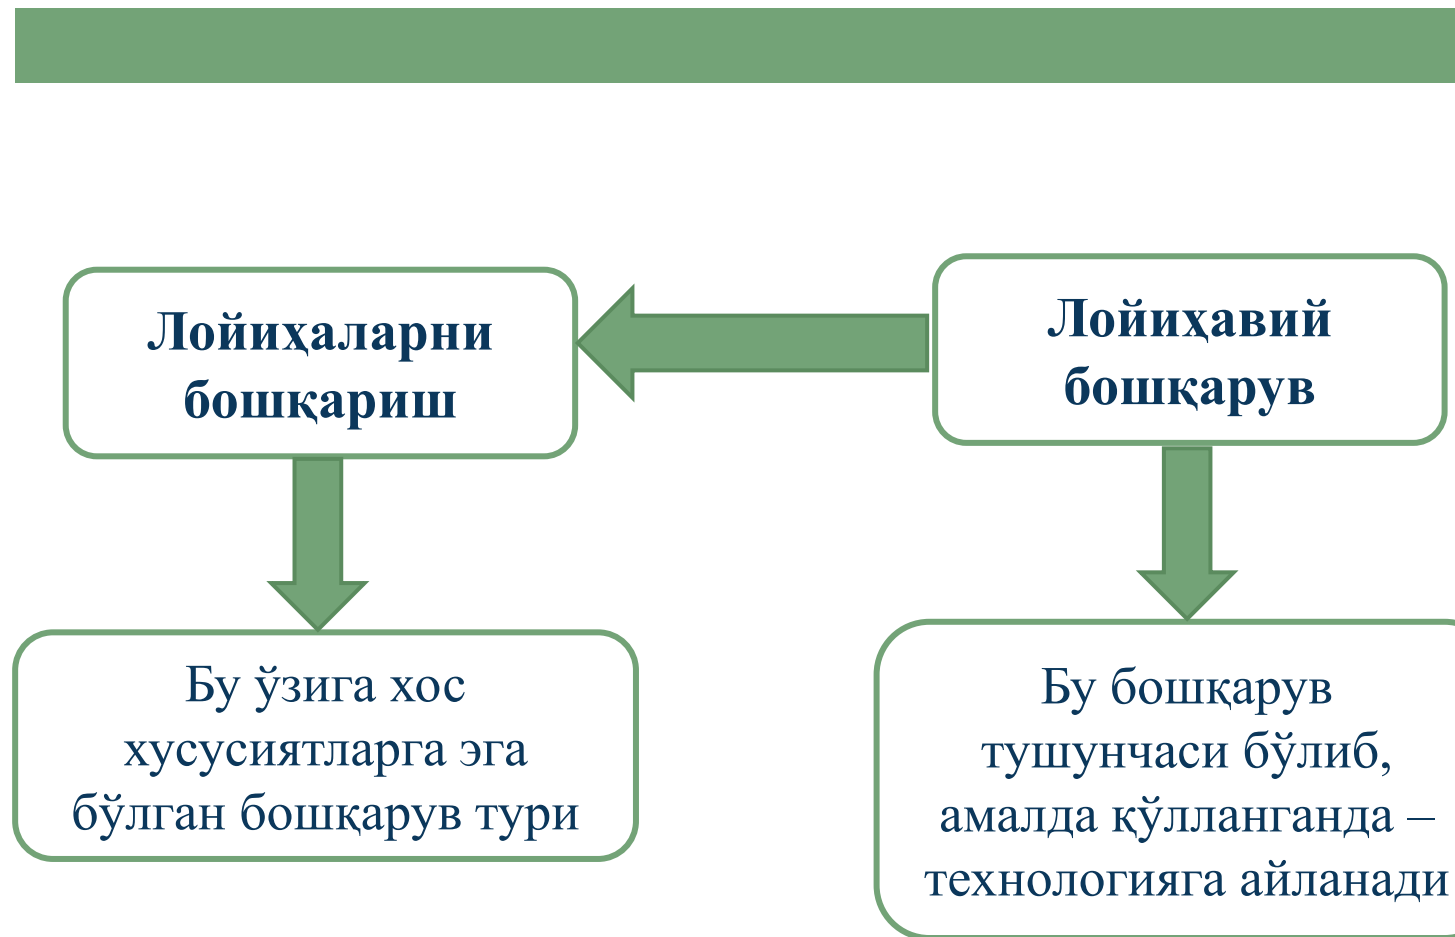 Лойиҳаларни
бошқариш
Лойиҳавий
бошқарув
Бу ўзига хос
хусусиятларга эга
бўлган бошқарув тури
Бу бошқарув
тушунчаси бўлиб,
амалда қўлланганда –
технологияга айланади